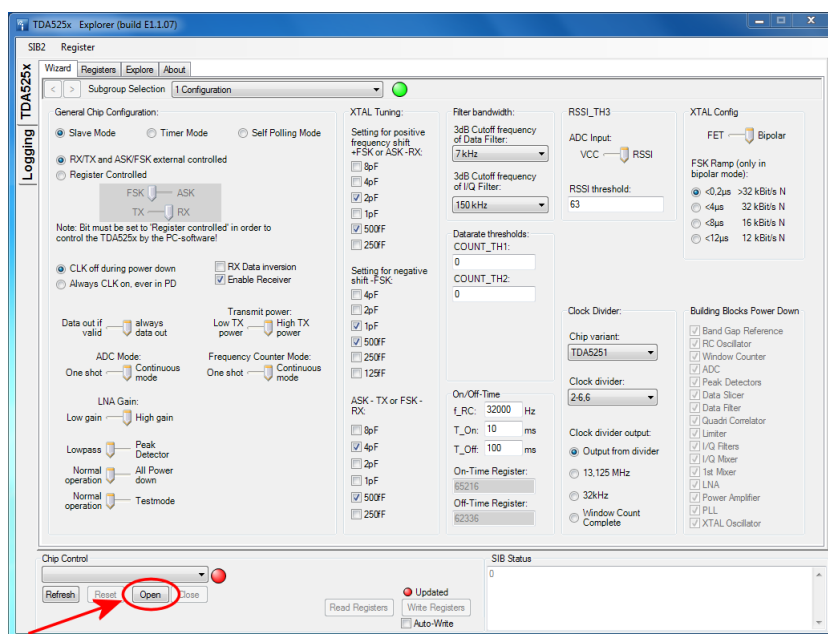 TDA525x Explorer (build E1.1.07)
SIB2 Register
TDA525x
Logging
Wizard Registers Explore About
< > Subgroup Selection 1 Configuration
General Chip Configuration:
Slave Mode Timer Mode Self Polling Mode
RX/TX and ASK/FSK external controlled
Register Controlled
FSK ASK
TX RX
Note: Bit must be set to 'Register controlled' in order to
control the TDA525x by the PC-software!
CLK off during power down
Always CLK on, ever in PD
RX Data inversion
Enable Receiver
Data out if
valid
always
data out
Transmit power:
Low TX
power
High TX
power
ADC Mode:
One shot
Continuous
mode
Frequency Counter Mode:
One shot
Continuous
mode
LNA Gain:
Low gain High gain
Lowpass
Peak
Detector
Normal
operation
All Power
down
Normal
operation
Testmode
XTAL Tuning:
Setting for positive
frequency shift
+FSK or ASK -RX:
8pF
4pF
2pF
1pF
500fF
250fF
Setting for negative
shift -FSK:
4pF
2pF
1pF
500fF
250fF
125fF
ASK - TX or FSK -
RX:
8pF
4pF
2pF
1pF
500fF
250fF
Filter bandwidth:
3dB Cutoff frequency
of Data Filter:
7 kHz
3dB Cutoff frequency
of I/Q Filter:
150 kHz
Datarate thresholds:
COUNT_TH1:
0
COUNT_TH2:
0
On/Off-Time
f_RC: 32000 Hz
T_On: 10 ms
T_Off: 100 ms
On-Time Register:
65216
Off-Time Register:
62336
RSSI_TH3
ADC Input:
VCC RSSI
RSSI threshold:
63
Clock Divider:
Chip variant:
TDA5251
Clock divider:
2-6,6
Clock divider output:
Output from divider
13,125 MHz
32kHz
Window Count
Complete
XTAL Config
FET Bipolar
FSK Ramp (only in
bipolar mode):
<0,2µs >32 kBit/s N
<4µs 32 kBit/s N
<8µs 16 kBit/s N
<12µs 12 kBit/s N
Building Blocks Power Down
Band Gap Reference
RC Oscillator
Window Counter
ADC
Peak Detectors
Data Slicer
Data Filter
Quadri Correlator
Limiter
I/Q Filters
I/Q Mixer
1st Mixer
LNA
Power Amplifier
PLL
XTAL Oscillator
Chip Control
Refresh Reset Open Close
Updated
Read Registers Write Registers
Auto-Write
SIB Status
0